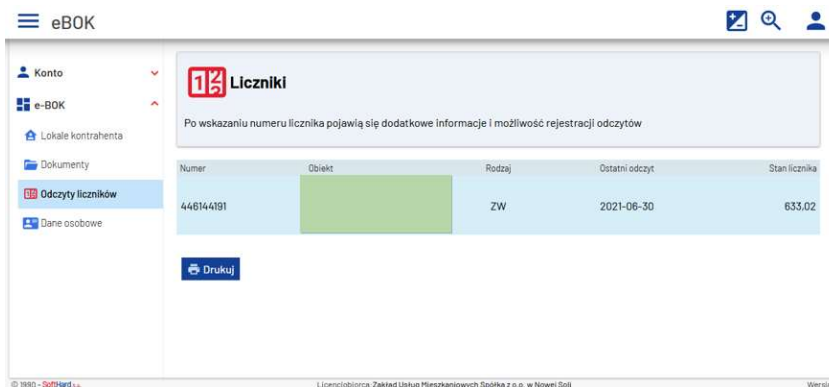 eBOK
Konto
e-BOK
Lokale kontrahenta
Dokumenty
Odczyty liczników
Dane osobowe
Liczniki
Po wskazaniu numeru licznika pojawią się dodatkowe informacje i możliwość rejestracji odczytów
Numer Obiekt Rodzaj Ostatni odczyt Stan licznika
446144191 ZW 2021-06-30 633,02
Drukuj
© 1990 - SoftHard Licencjobiorca: Zakład Usług Mieszkaniowych Spółka z o.o. w Nowej Soli